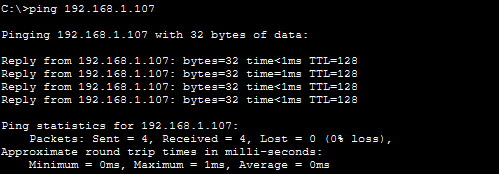 C:\>ping 192.168.1.107
Pinging 192.168.1.107 with 32 bytes of data:
Reply from 192.168.1.107: bytes=32 time<1ms TTL=128
Reply from 192.168.1.107: bytes=32 time=1ms TTL=128
Reply from 192.168.1.107: bytes=32 time<1ms TTL=128
Reply from 192.168.1.107: bytes=32 time<1ms TTL=128
Ping statistics for 192.168.1.107:
    Packets: Sent = 4, Received = 4, Lost = 0 (0% loss),
Approximate round trip times in milli-seconds:
    Minimum = 0ms, Maximum = 1ms, Average = 0ms